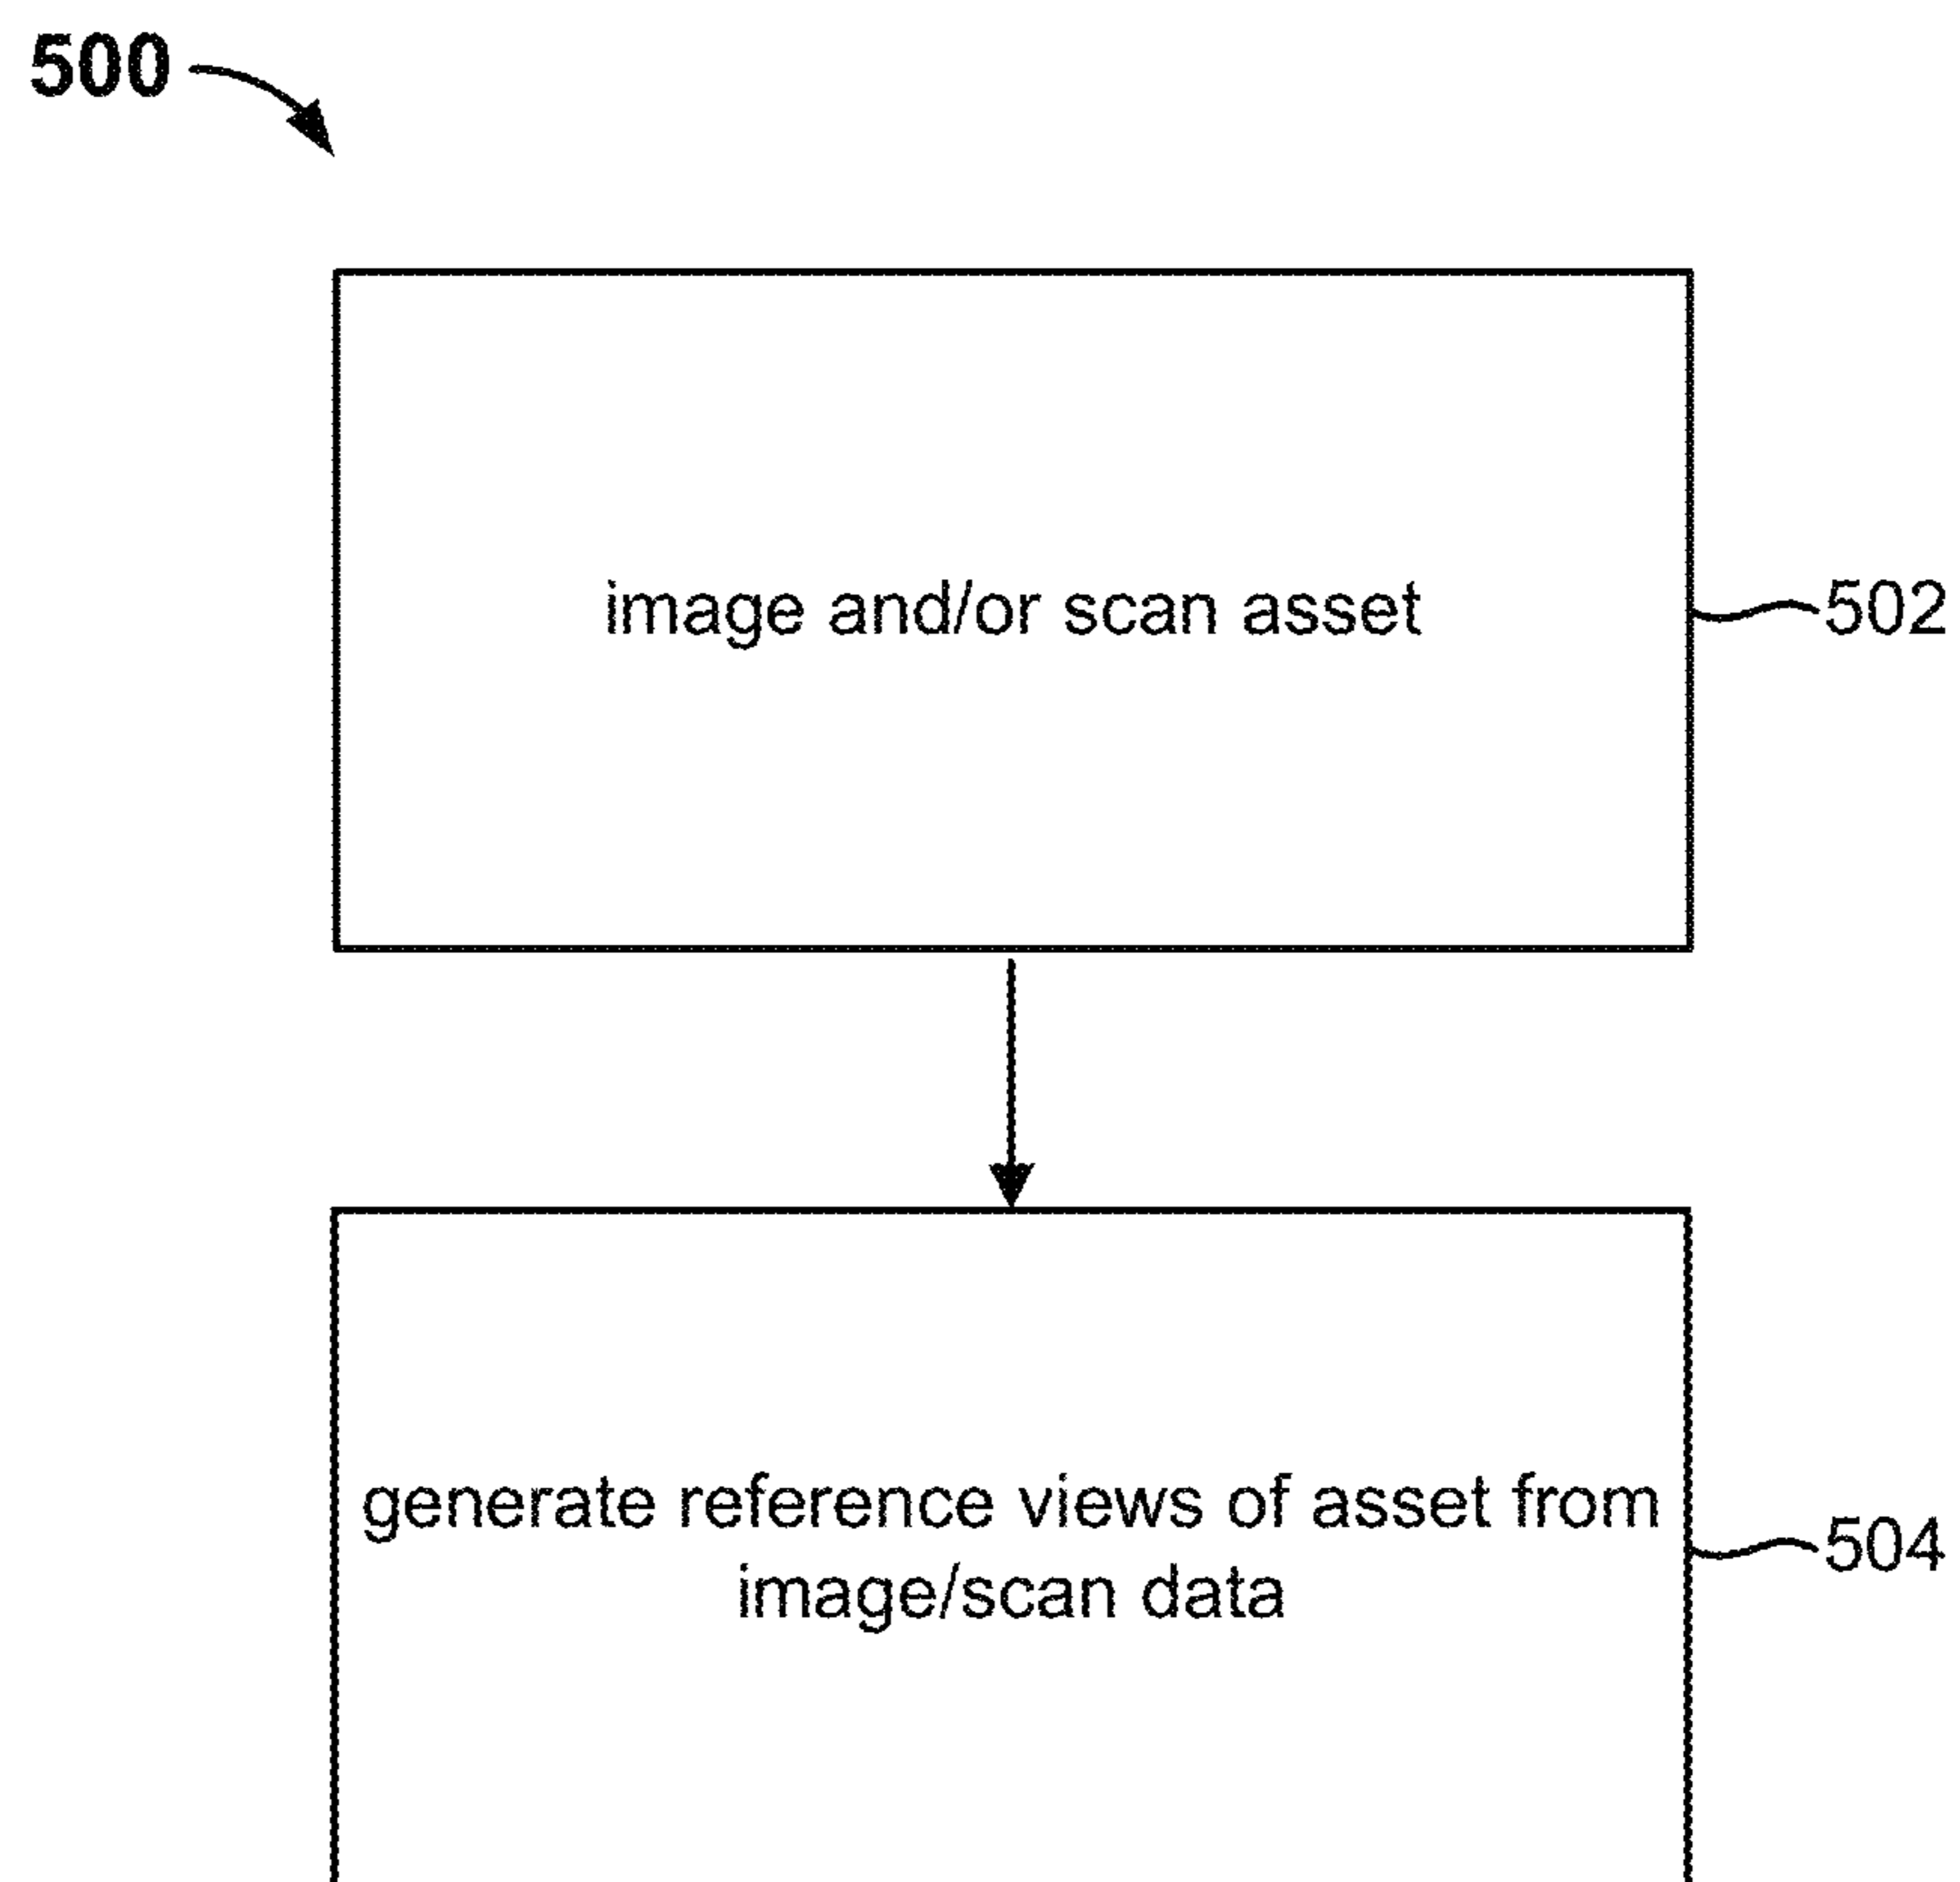 500
image and/or scan asset
502
generate reference views of asset from
image/scan data
504